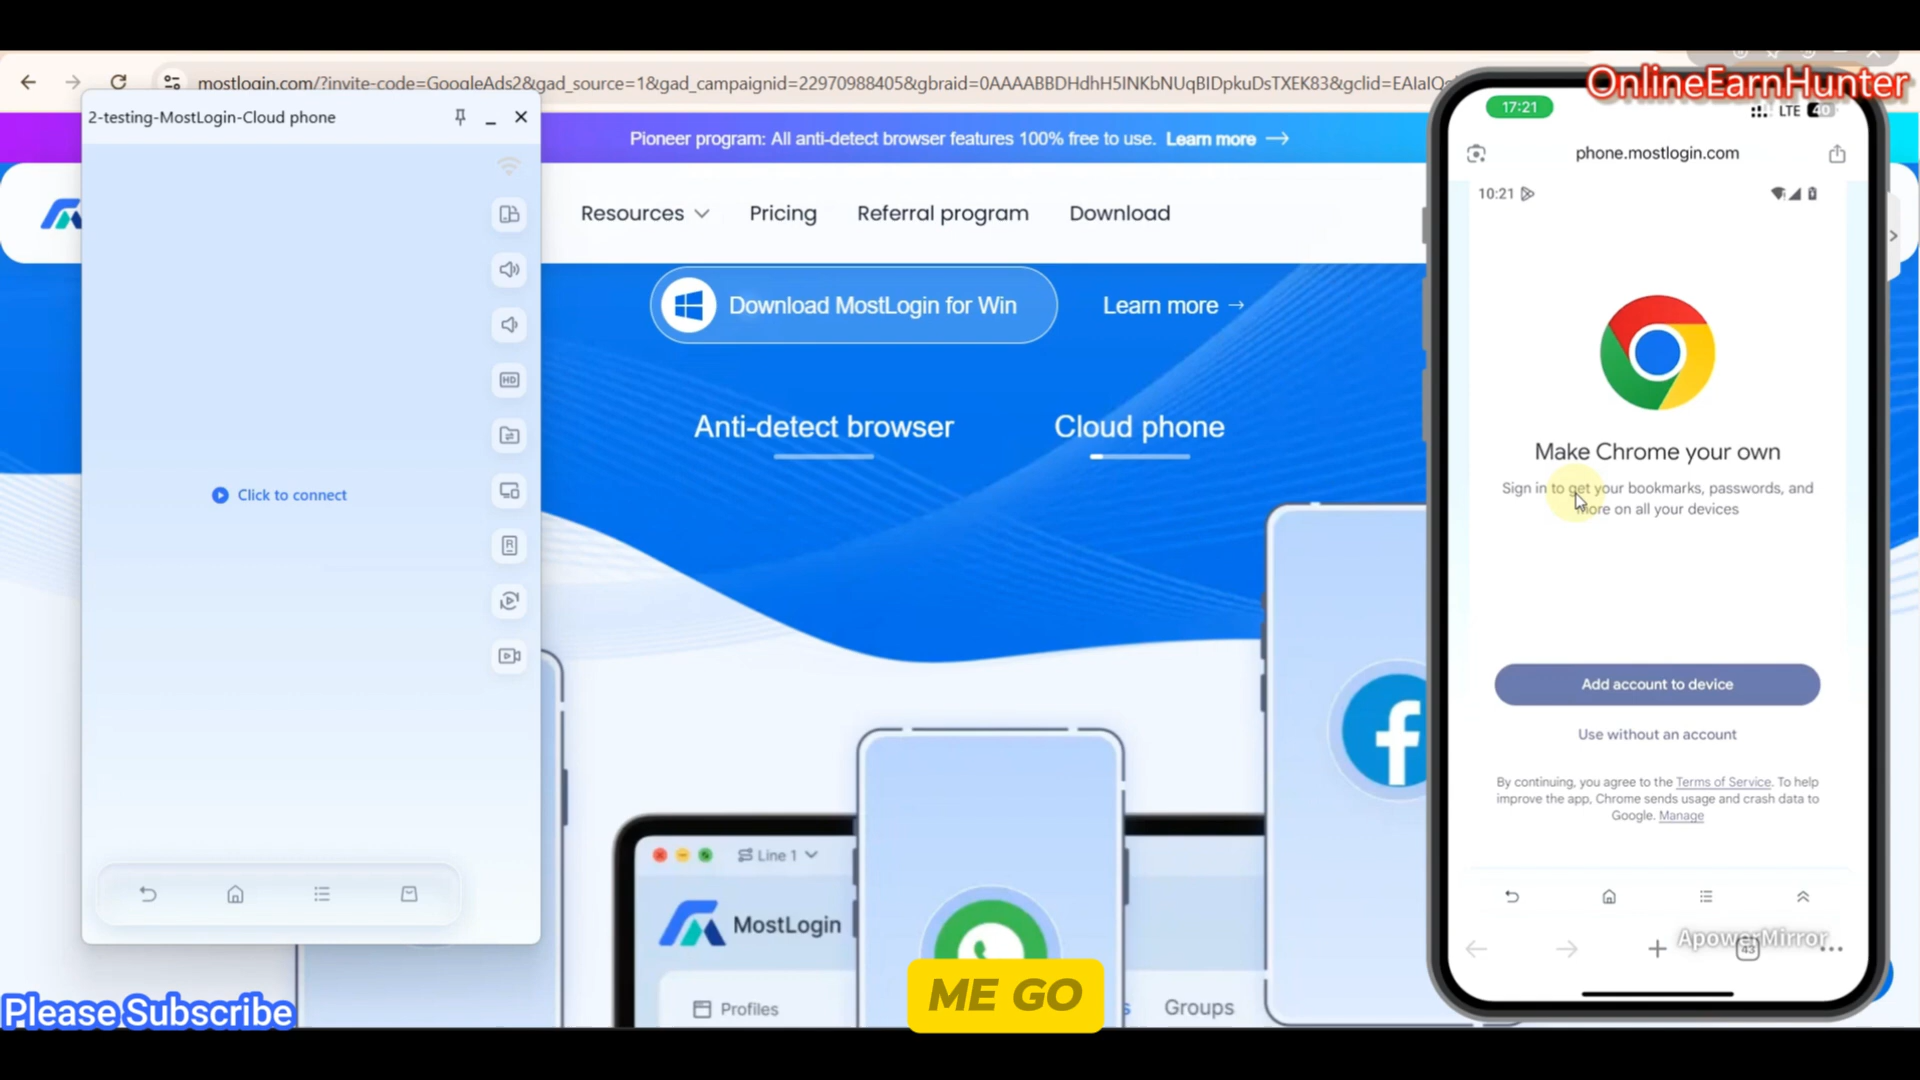 mostlogin.com/?invite-code=GoogleAds2&gad_source=1&gad_campaignid=22970988405&gbraid=0AAAABBDHdhH5INKbNUqBIDpkuDsTXEK83&gclid=EAIaIQ
OnlineEarnHunter
2-testing-MostLogin-Cloud phone
Pioneer program: All anti-detect browser features 100% free to use. Learn more →
Resources
Pricing
Referral program
Download
Download MostLogin for Win
Learn more →
Anti-detect browser
Cloud phone
HD
Click to connect
Line 1
MostLogin
Profiles
Groups
ME GO
Please Subscribe
17:21
LTE
40
phone.mostlogin.com
10:21
Make Chrome your own
Sign in to get your bookmarks, passwords, and
more on all your devices
Add account to device
Use without an account
By continuing, you agree to the Terms of Service. To help
improve the app, Chrome sends usage and crash data to
Google. Manage
ApowerMirror
43